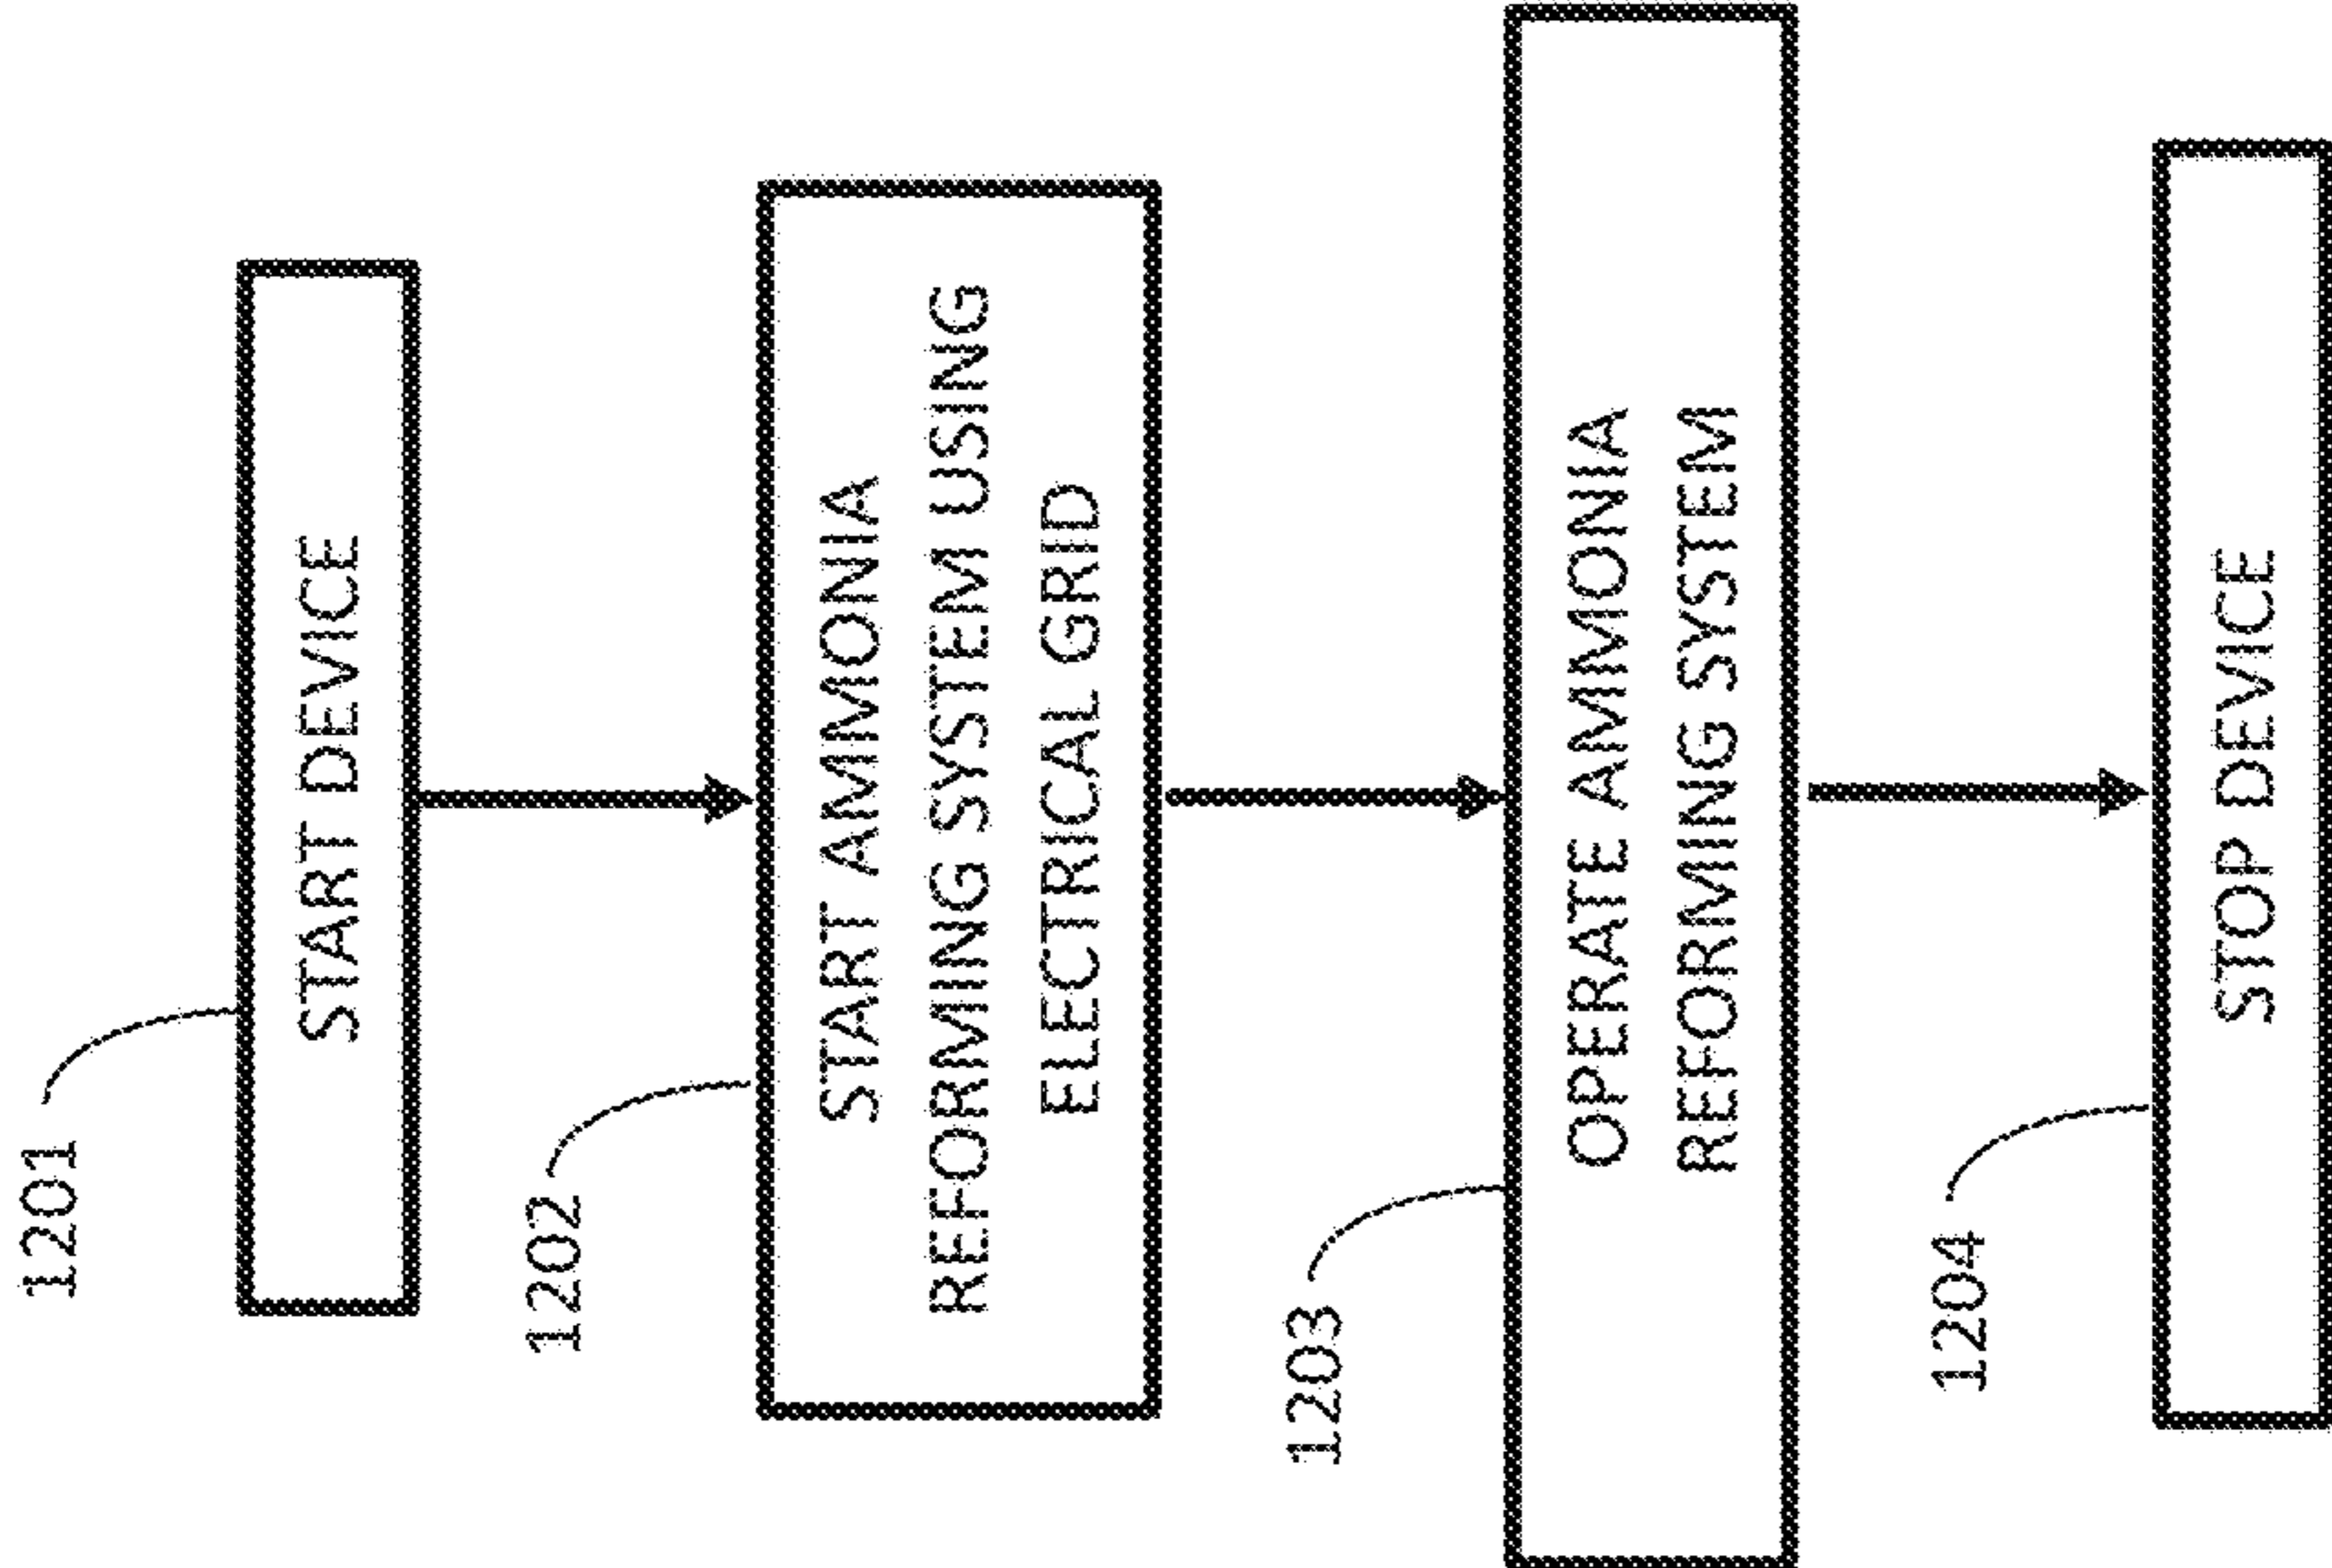 1201
START DEVICE
1202
START AMMONIA
REFORMING SYSTEM USING
ELECTRICAL GRID
1203
OPERATE AMMONIA
REFORMING SYSTEM
1204
STOP DEVICE